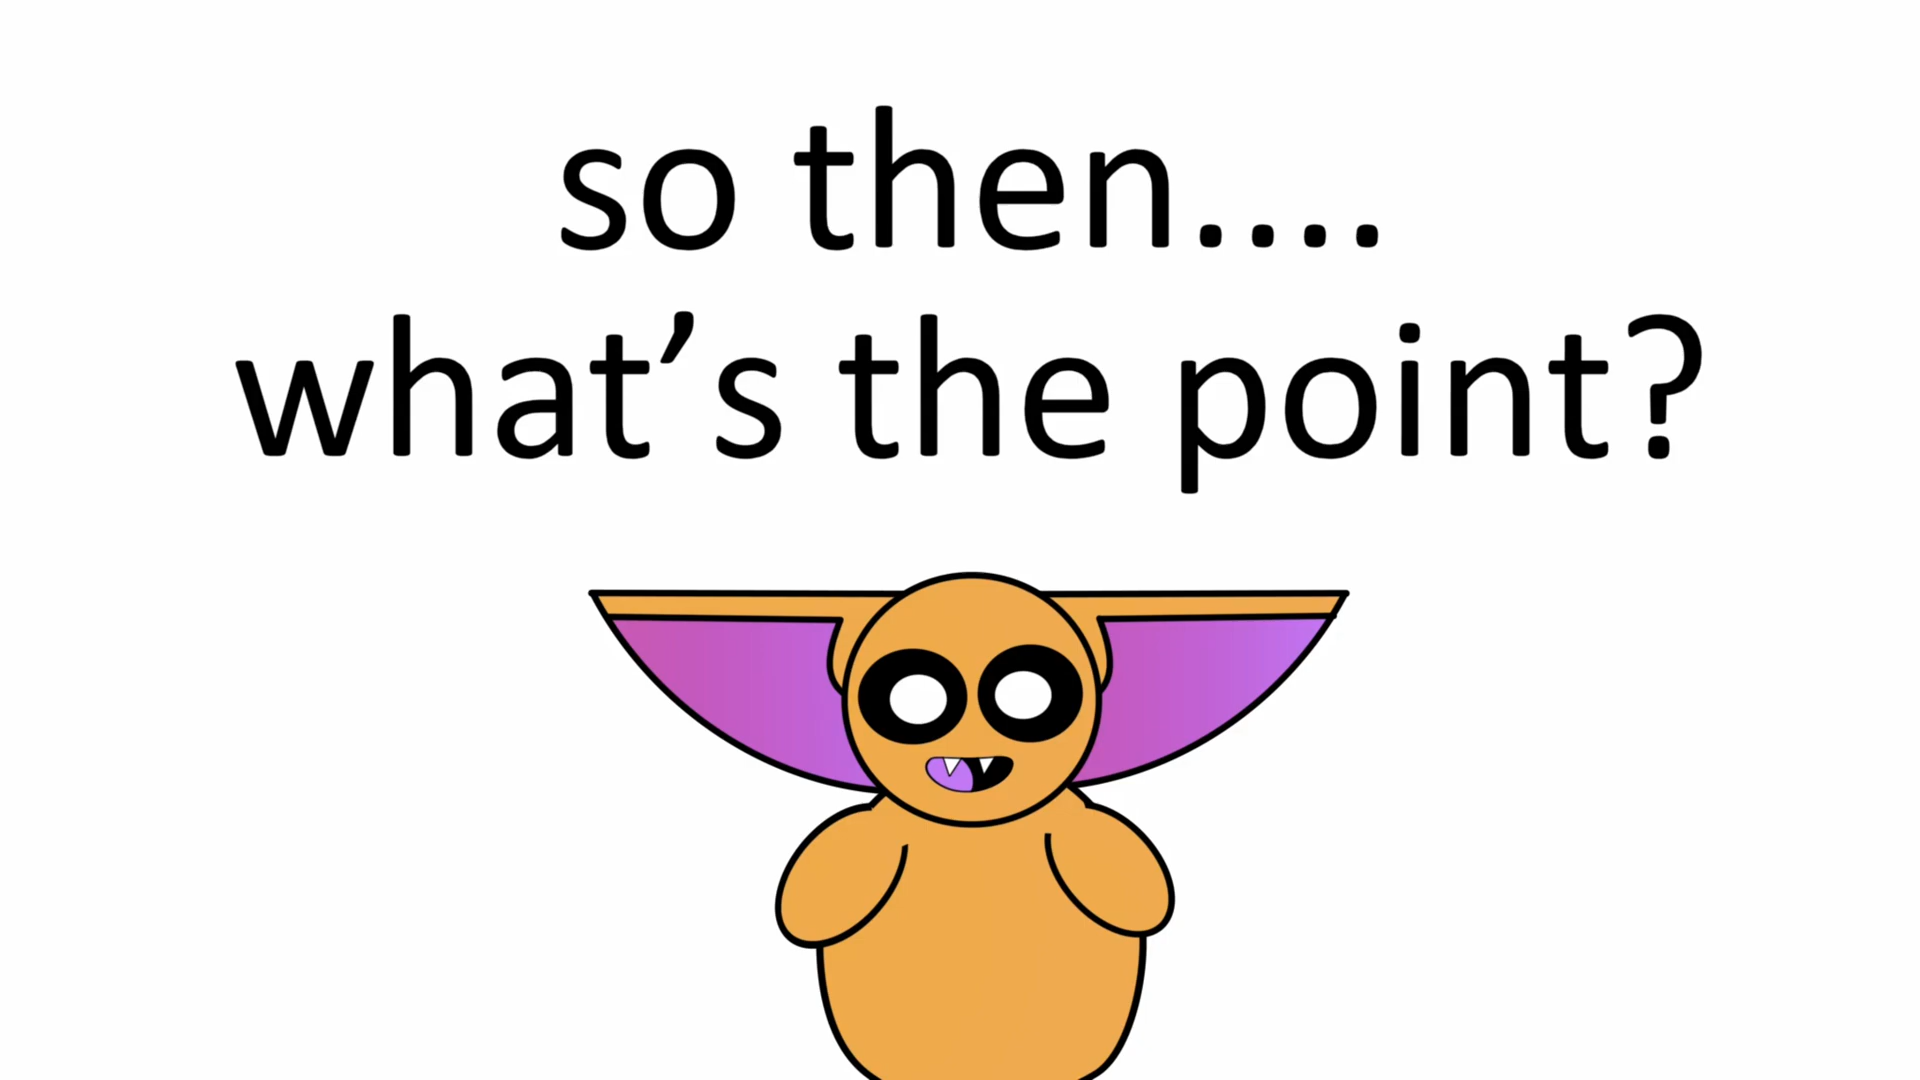 so then....
what’s the point?